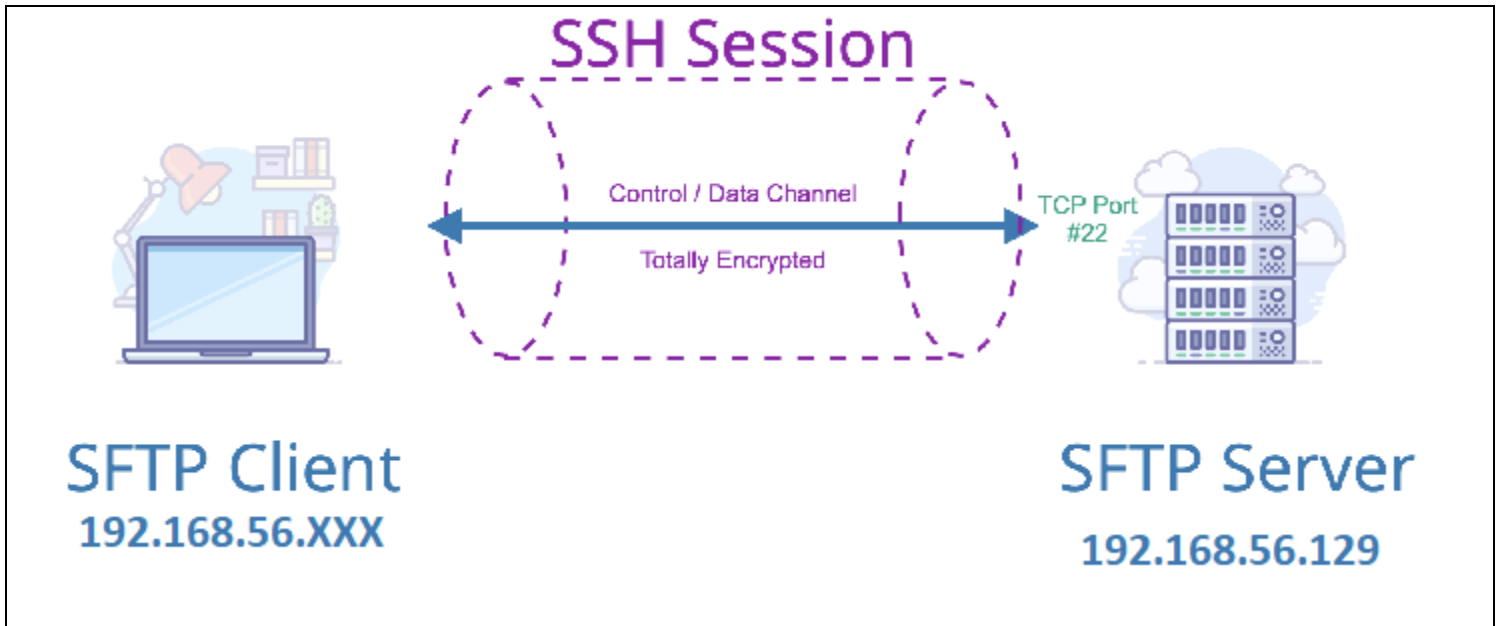 SSH Session
Control / Data Channel
Totally Encrypted
TCP Port
#22
SFTP Client
192.168.56.XXX
SFTP Server
192.168.56.129